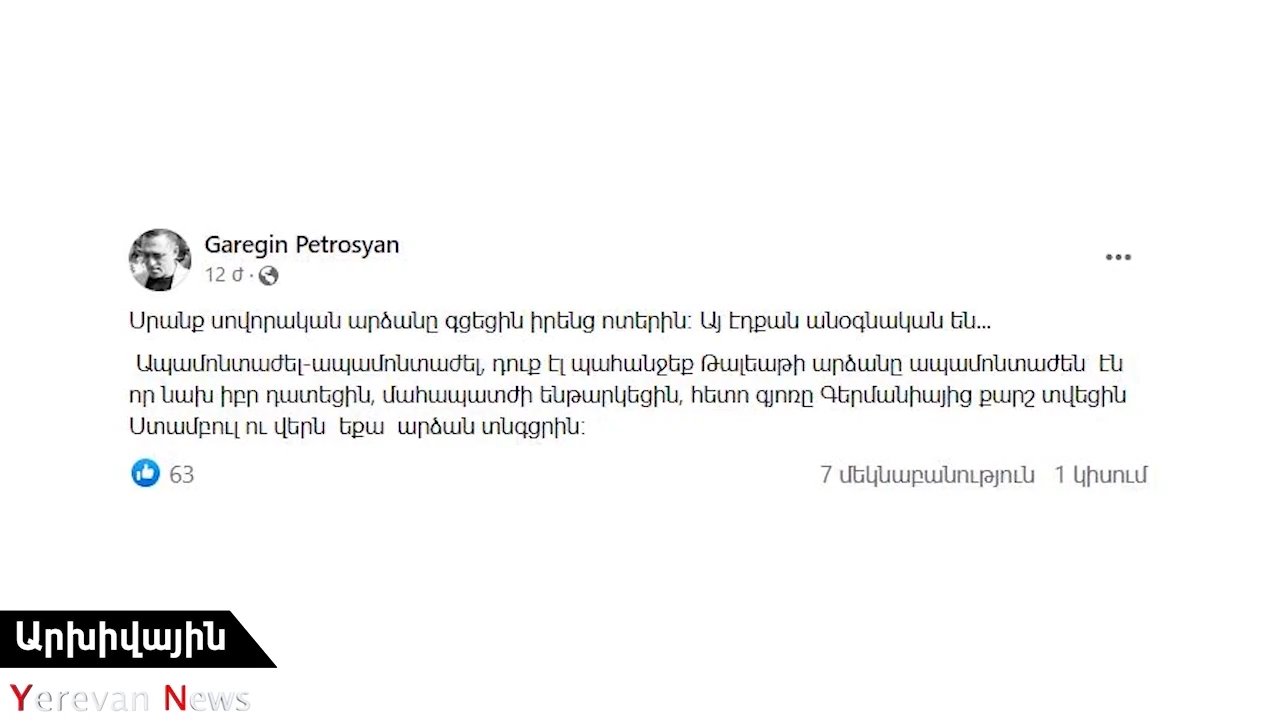 Garegin Petrosyan
12 ժ ·
Սրանք սովորական արձանը գցեցին իրենց ոտերին: Այ էդքան անօգնական են...
Ապամոնտաժել-ապամոնտաժել, դուք էլ պահանջեք Թալեաթի արձանը ապամոնտաժեն էն
որ նախ իբր դատեցին, մահապատժի ենթարկեցին, հետո գյոռը Գերմանիայից քարշ տվեցին
Ստամբուլ ու վերն եքա արձան տնգցրին:
63
7 մեկնաբանություն 1 կիսում
Արխիվային
Yerevan News